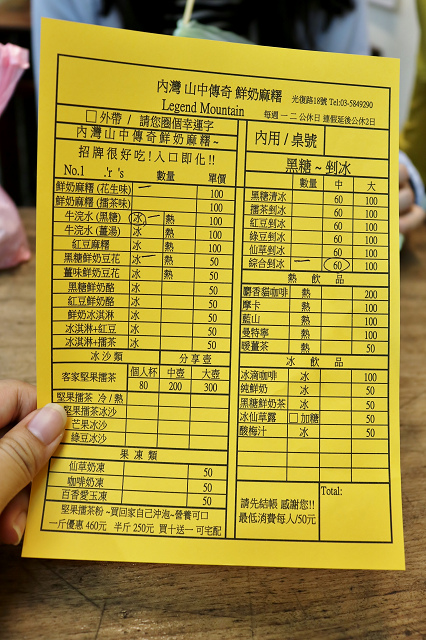 內灣 山中傳奇 鮮奶麻糬 光復路18號 Tel:03-5849290
Legend Mountain 每週 一 二 公休日 連假延後公休2日
□外帶 / 請您圈個幸運字
內灣山中傳奇鮮奶麻糬~
招牌很好吃!入口即化!!
No.1 .'r 's 數量 單價
鮮奶麻糬 (花生味) 一 100
鮮奶麻糬 (擂茶味) 100
牛浣水 (黑糖) 冰 一 熱 100
牛浣水 (薑湯) 冰 熱 100
紅豆麻糬 冰 熱 100
黑糖鮮奶豆花 冰 一 熱 50
薑味鮮奶豆花 冰 熱 50
黑糖鮮奶酪 冰 50
紅豆鮮奶酪 冰 50
鮮奶冰淇淋 冰 50
冰淇淋+紅豆 冰 50
冰淇淋+擂茶 冰 50
冰沙類 分享壺
客家堅果擂茶 個人杯 中壺 大壺
80 200 300
堅果擂茶 冷 / 熱
堅果擂茶冰沙
芒果冰沙
綠豆冰沙
果凍類
仙草奶凍 50
咖啡奶凍 50
百香愛玉凍 50
堅果擂茶粉 ~買回家自己沖泡~營養可口
一斤優惠 460元 半斤 250元 買十送一 可宅配
內用 / 桌號
黑糖 ~ 剉冰
數量 中 大
黑糖清冰 60 100
擂茶剉冰 60 100
紅豆剉冰 60 100
綠豆剉冰 60 100
仙草剉冰 60 100
綜合剉冰 一 60 100
熱飲品
麝香貓咖啡 熱 200
摩卡 熱 100
藍山 熱 100
曼特寧 熱 100
暖薑茶 熱 50
冰飲品
冰滴咖啡 冰 100
純鮮奶 冰 50
黑糖鮮奶茶 冰 50
冰仙草露 □加糖 50
酸梅汁 冰 50
請先結帳 感謝您!!
最低消費每人/50元
Total: